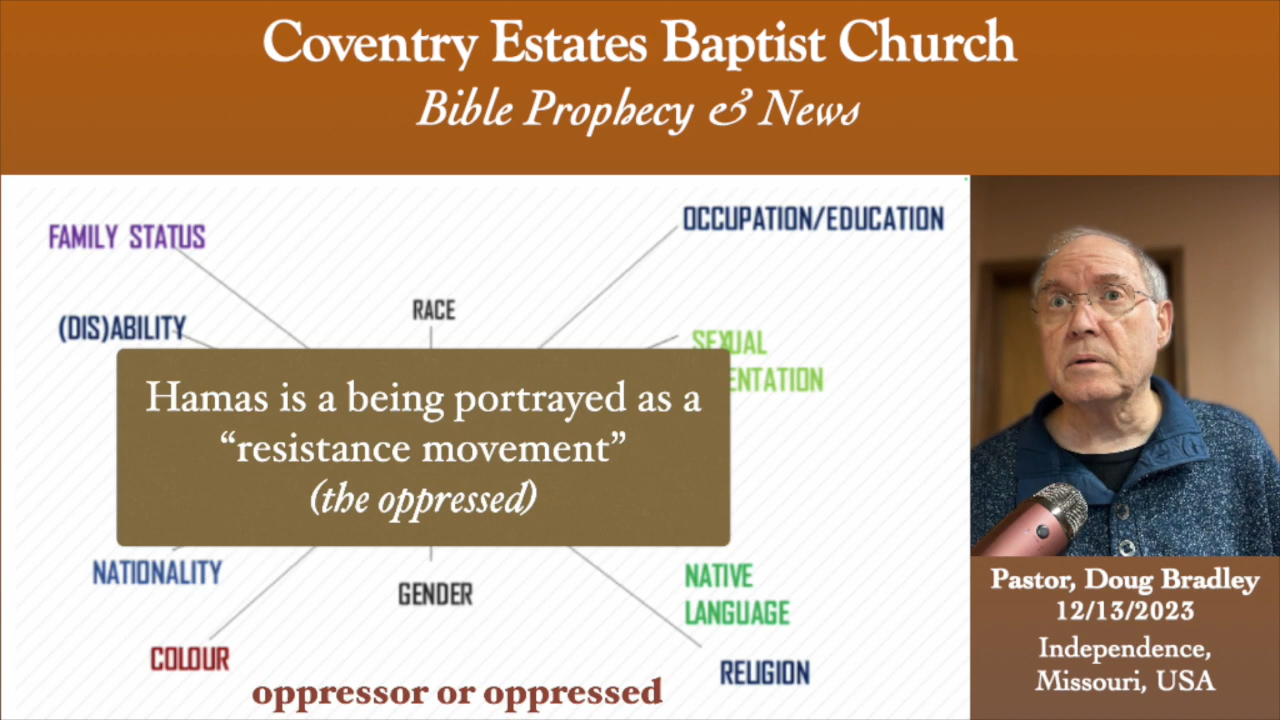 Coventry Estates Baptist Church
Bible Prophecy & News
FAMILY STATUS
OCCUPATION/EDUCATION
(DIS)ABILITY
RACE
SEXUAL
ENTATION
Hamas is a being portrayed as a
“resistance movement”
(the oppressed)
NATIONALITY
GENDER
NATIVE
LANGUAGE
COLOUR
RELIGION
oppressor or oppressed
Pastor, Doug Bradley
12/13/2023
Independence,
Missouri, USA